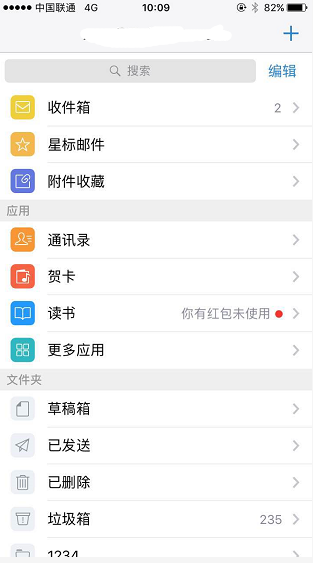 中国联通 4G 10:09 82%
搜索 编辑
收件箱 2
星标邮件
附件收藏
应用
通讯录
贺卡
读书 你有红包未使用
更多应用
文件夹
草稿箱
已发送
已删除
垃圾箱 235
1234